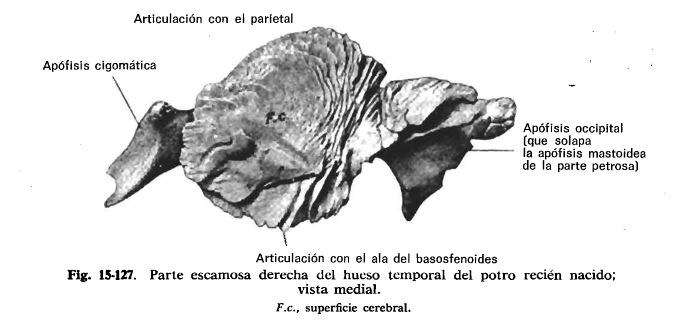 Articulación con el parietal
Apófisis cigomática
F.c.
Apófisis occipital
(que solapa
la apófisis mastoidea
de la parte petrosa)
Articulación con el ala del basosfenoides
Fig. 15-127. Parte escamosa derecha del hueso temporal del potro recién nacido;
vista medial.
F.c., superficie cerebral.